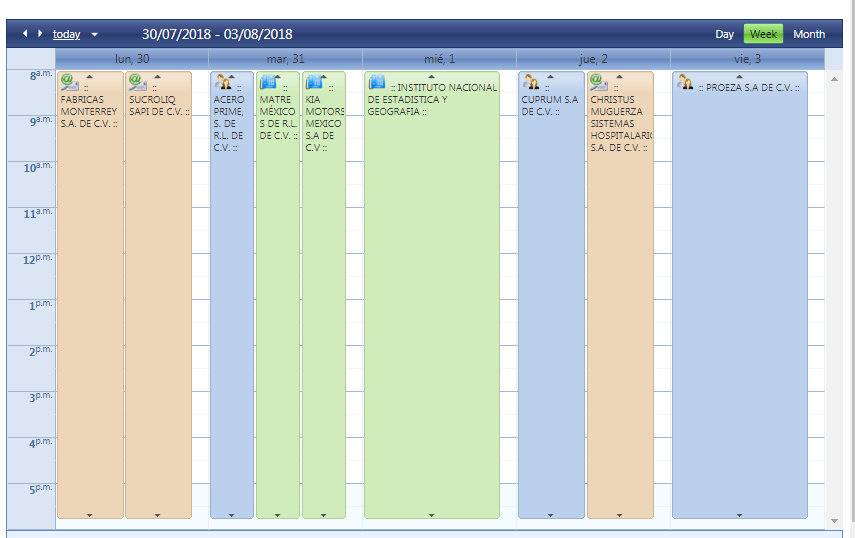 today
30/07/2018 - 03/08/2018
Day
Week
Month
lun, 30
mar, 31
mié, 1
jue, 2
vie, 3
8a.m.
9a.m.
10a.m.
11a.m.
12p.m.
1p.m.
2p.m.
3p.m.
4p.m.
5p.m.
::
FABRICAS
MONTERREY
S.A. DE C.V. ::
::
SUCROLIQ
SAPI DE C.V. ::
::
ACERO
PRIME,
S. DE
R.L. DE
C.V. ::
::
MATRE
MÉXICO
S DE R.L.
DE C.V. ::
::
KIA
MOTORS
MEXICO
S.A DE
C.V ::
:: INSTITUTO NACIONAL
DE ESTADISTICA Y
GEOGRAFIA ::
::
CUPRUM S.A
DE C.V. ::
::
CHRISTUS
MUGUERZA
SISTEMAS
HOSPITALARIO
S.A. DE C.V. ::
:: PROEZA S.A DE C.V. ::